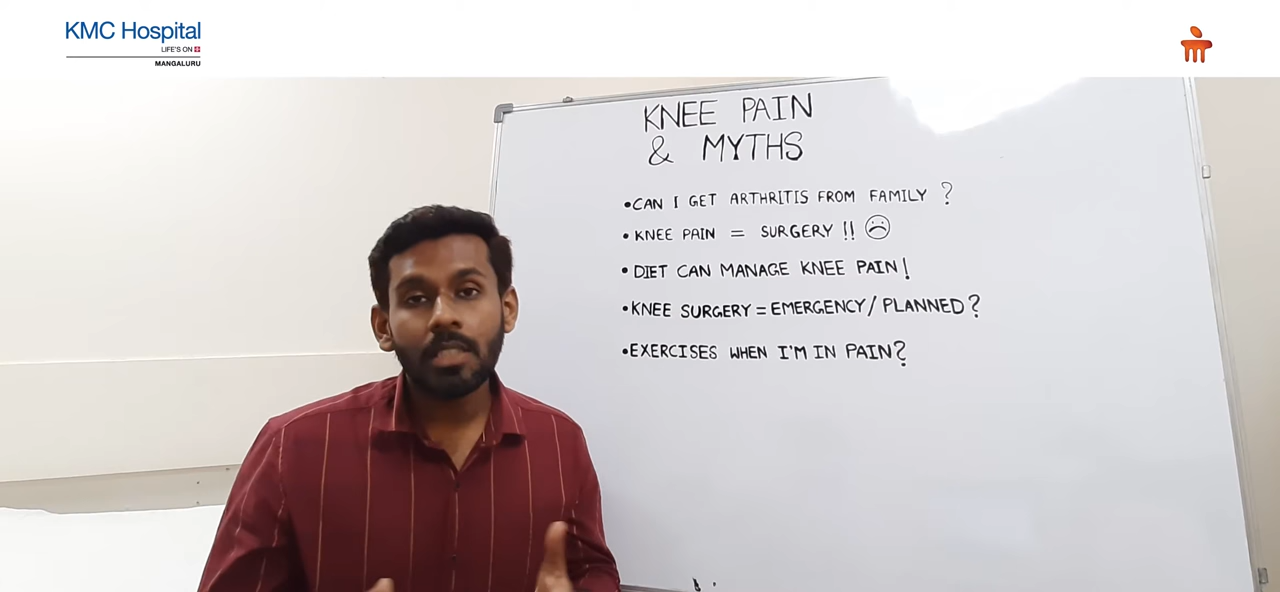 KMC Hospital
LIFE'S ON
MANGALURU
KNEE PAIN
& MYTHS
•CAN I GET ARTHRITIS FROM FAMILY?
•KNEE PAIN = SURGERY!!
•DIET CAN MANAGE KNEE PAIN!
•KNEE SURGERY=EMERGENCY/PLANNED?
•EXERCISES WHEN I'M IN PAIN?